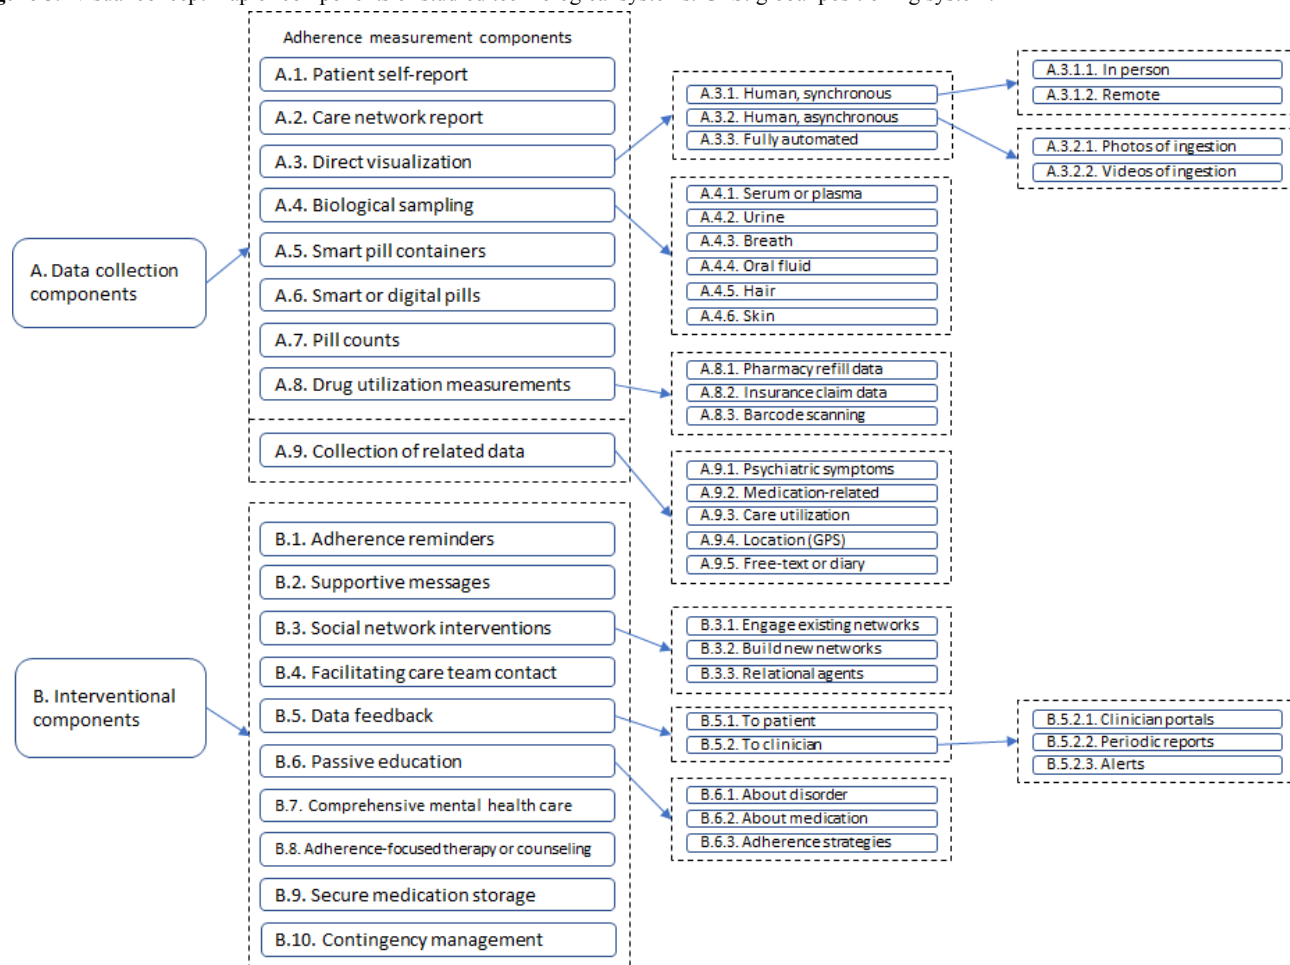 Adherence measurement components
A.1. Patient self-report
A.2. Care network report
A.3. Direct visualization
A.4. Biological sampling
A.5. Smart pill containers
A.6. Smart or digital pills
A.7. Pill counts
A.8. Drug utilization measurements
A.9. Collection of related data
A. Data collection
components
A.3.1. Human, synchronous
A.3.2. Human, asynchronous
A.3.3. Fully automated
A.3.1.1. In person
A.3.1.2. Remote
A.3.2.1. Photos of ingestion
A.3.2.2. Videos of ingestion
A.4.1. Serum or plasma
A.4.2. Urine
A.4.3. Breath
A.4.4. Oral fluid
A.4.5. Hair
A.4.6. Skin
A.8.1. Pharmacy refill data
A.8.2. Insurance claim data
A.8.3. Barcode scanning
A.9.1. Psychiatric symptoms
A.9.2. Medication-related
A.9.3. Care utilization
A.9.4. Location (GPS)
A.9.5. Free-text or diary
B. Interventional
components
B.1. Adherence reminders
B.2. Supportive messages
B.3. Social network interventions
B.4. Facilitating care team contact
B.5. Data feedback
B.6. Passive education
B.7. Comprehensive mental health care
B.8. Adherence-focused therapy or counseling
B.9. Secure medication storage
B.10. Contingency management
B.3.1. Engage existing networks
B.3.2. Build new networks
B.3.3. Relational agents
B.5.1. To patient
B.5.2. To clinician
B.5.2.1. Clinician portals
B.5.2.2. Periodic reports
B.5.2.3. Alerts
B.6.1. About disorder
B.6.2. About medication
B.6.3. Adherence strategies